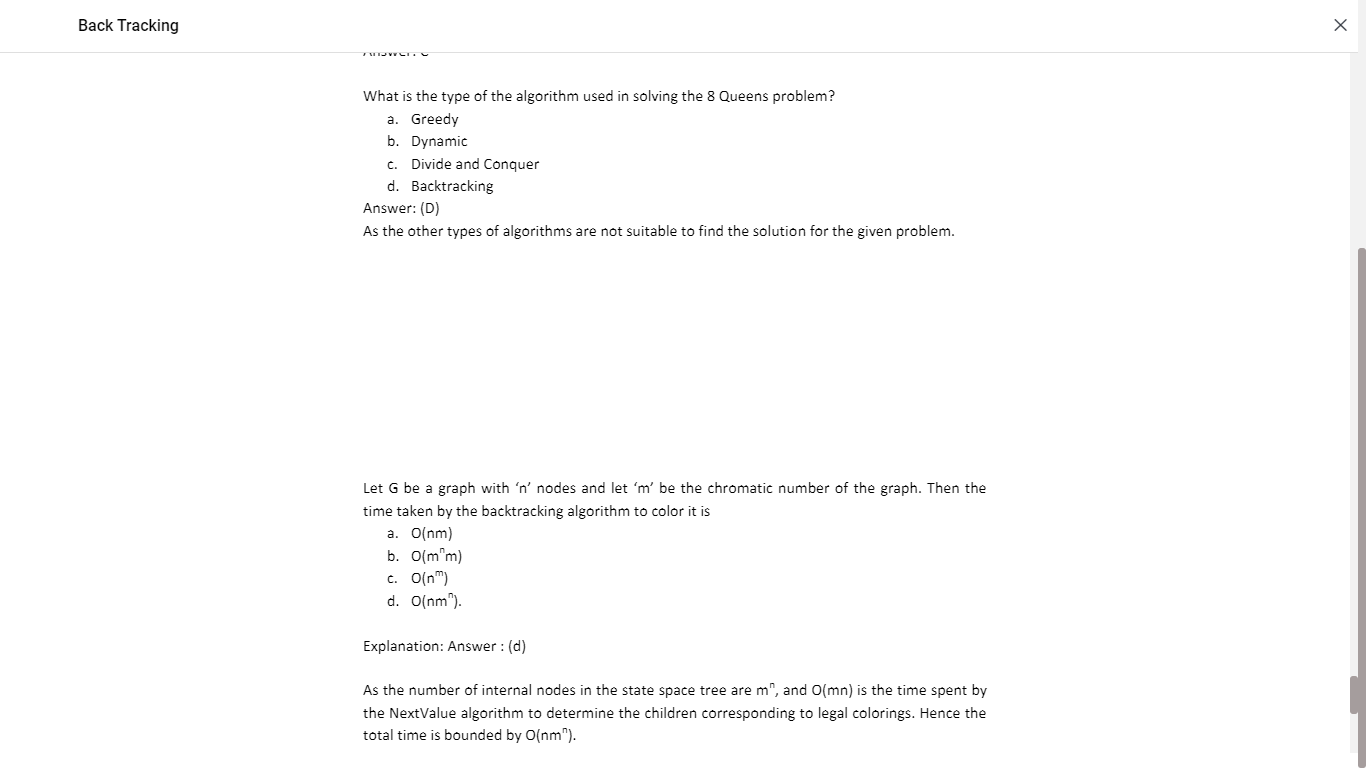 Back Tracking
What is the type of the algorithm used in solving the 8 Queens problem?
a. Greedy
b. Dynamic
c. Divide and Conquer
d. Backtracking
Answer: (D)
As the other types of algorithms are not suitable to find the solution for the given problem.
Let G be a graph with ‘n’ nodes and let ‘m’ be the chromatic number of the graph. Then the
time taken by the backtracking algorithm to color it is
a. O(nm)
b. O(mⁿm)
c. O(nᵐ)
d. O(nmⁿ).
Explanation: Answer : (d)
As the number of internal nodes in the state space tree are mⁿ, and O(mn) is the time spent by
the NextValue algorithm to determine the children corresponding to legal colorings. Hence the
total time is bounded by O(nmⁿ).